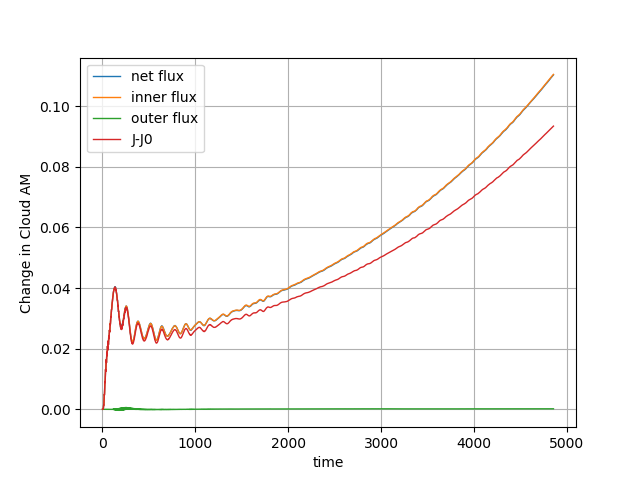 net flux
inner flux
outer flux
J-J0
0.10
0.08
0.06
0.04
0.02
0.00
Change in Cloud AM
0
1000
2000
3000
4000
5000
time